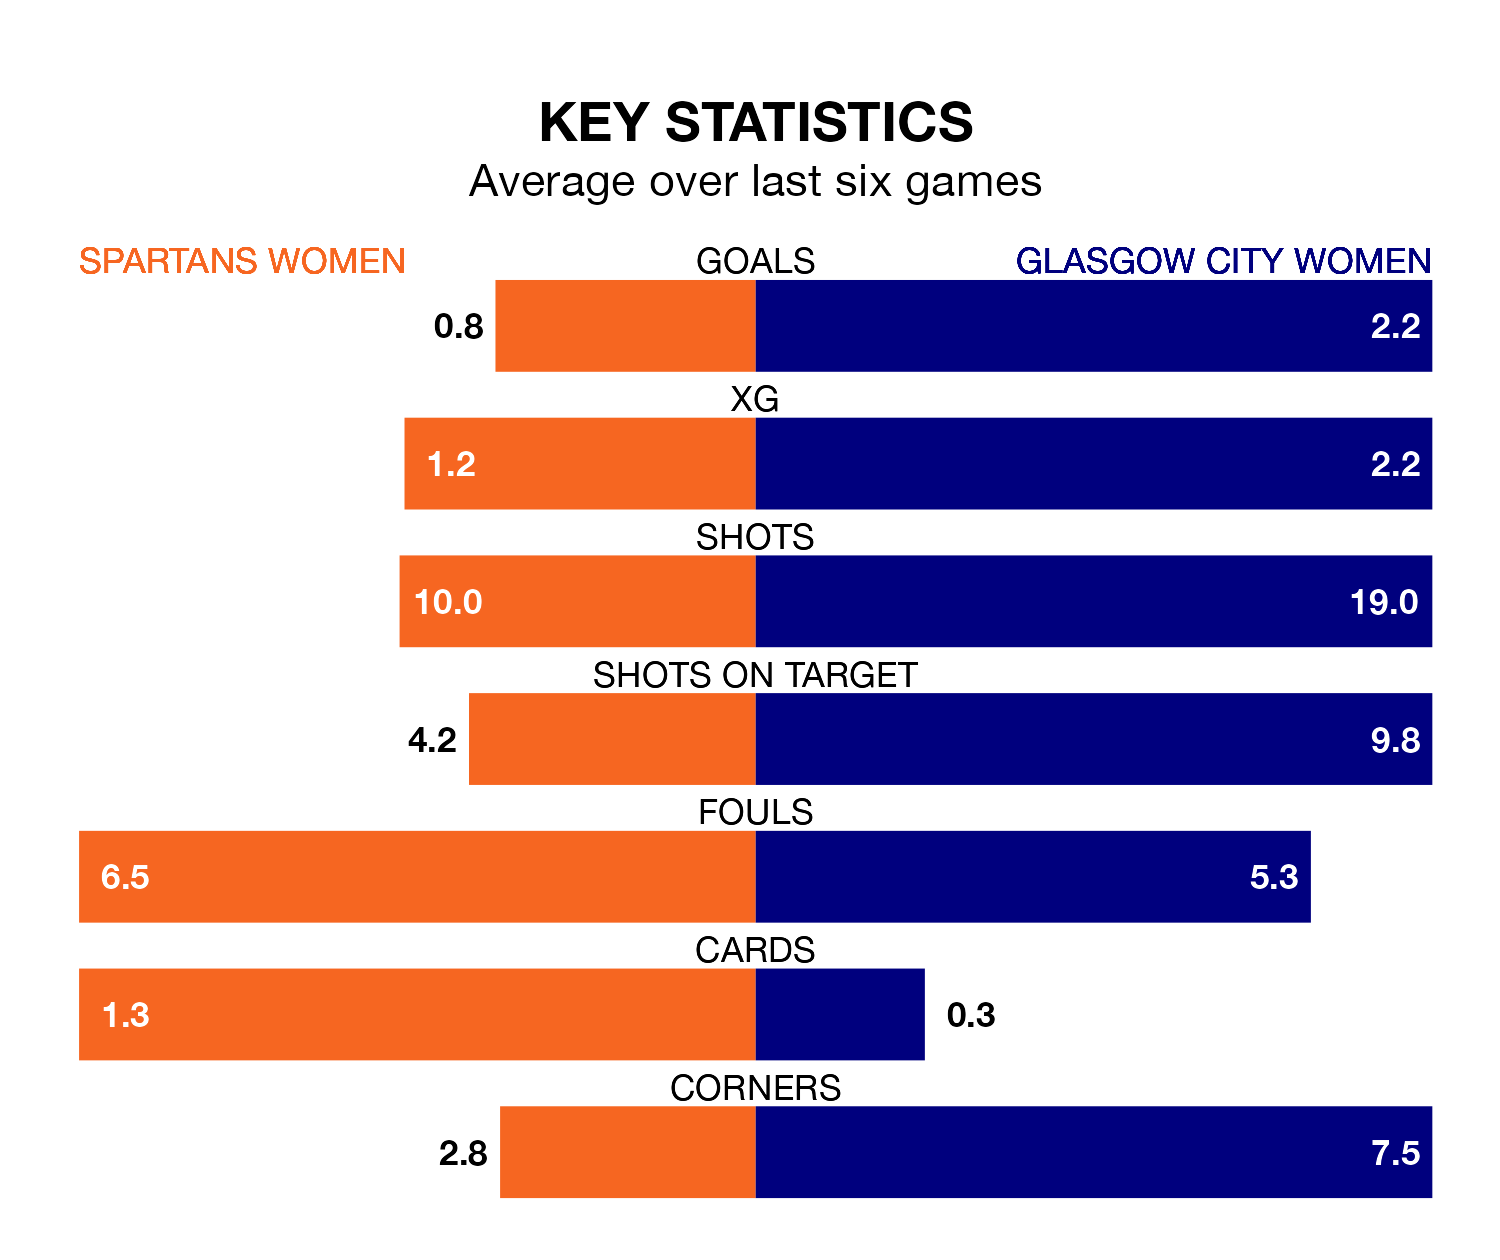 KEY STATISTICS
Average over last six games
SPARTANS WOMEN GOALS GLASGOW CITY WOMEN
0.8 2.2
XG
1.2 2.2
SHOTS
10.0 19.0
SHOTS ON TARGET
4.2 9.8
FOULS
6.5 5.3
CARDS
1.3 0.3
CORNERS
2.8 7.5